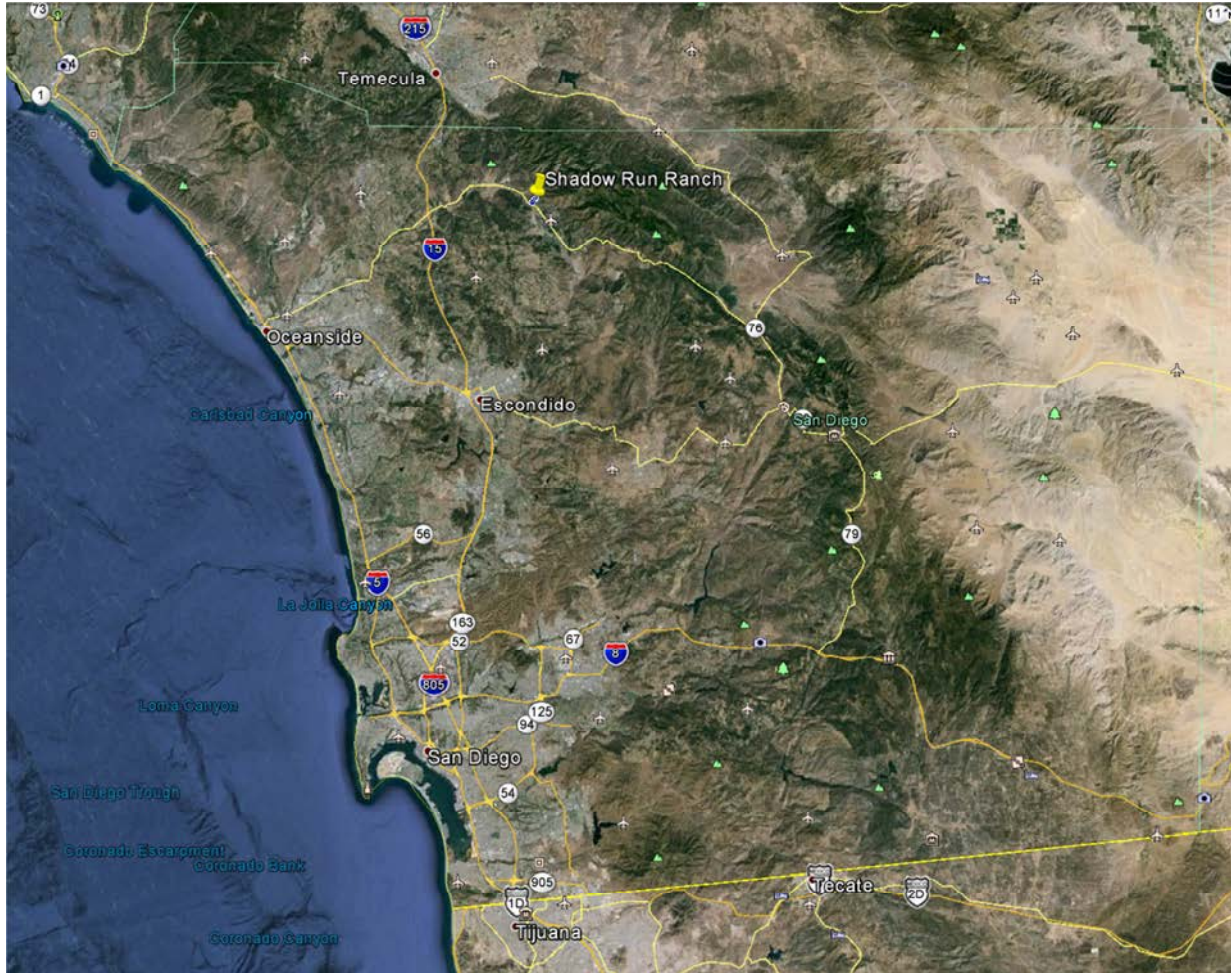 73
215
111
74
Temecula
1
Shadow Run Ranch
15
76
Oceanside
Escondido
Carlsbad Canyon
San Diego
56
79
5
La Jolla Canyon
163
52
67
8
805
Loma Canyon
125
94
San Diego
San Diego Trough
54
Coronado Escarpment
Coronado Bank
905
Tecate
1D
2D
Tijuana
Coronado Canyon